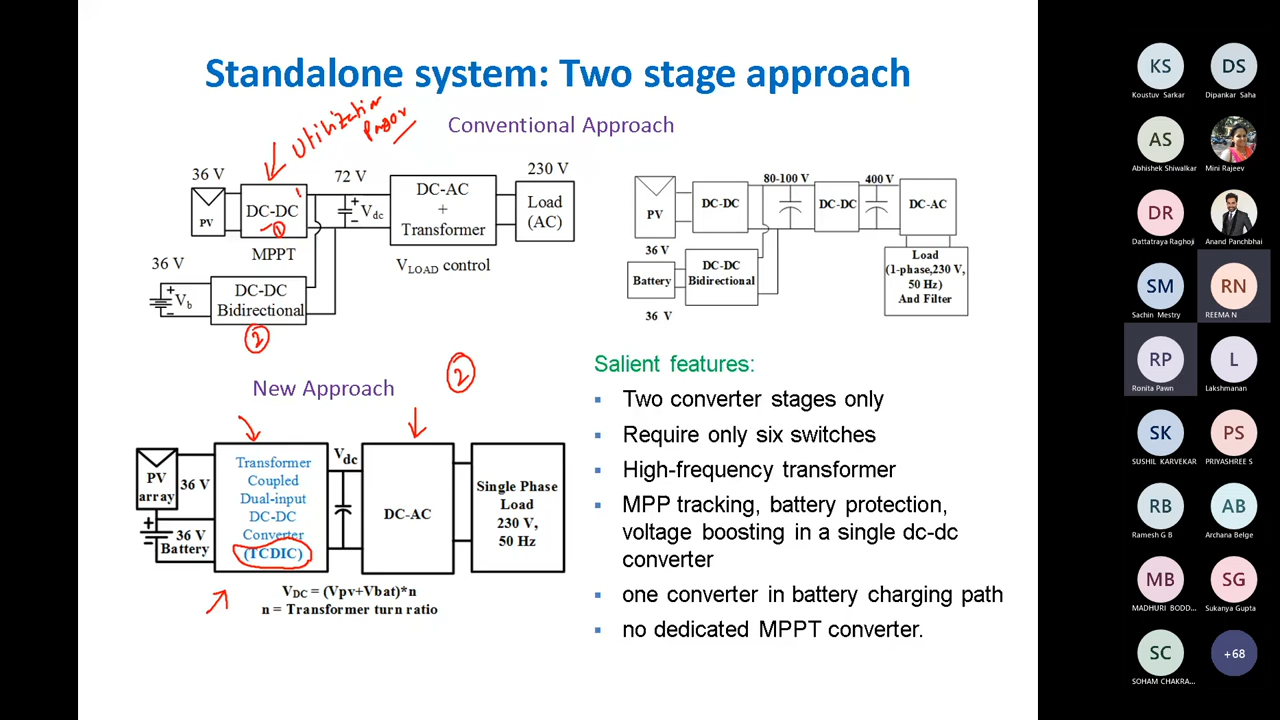 Standalone system: Two stage approach
Utilization
Conventional Approach
36 V
PV
DC-DC
1
MPPT
72 V
+
Vdc
-
DC-AC
+
Transformer
VLOAD control
230 V
Load
(AC)
36 V
+
Vb
-
DC-DC
Bidirectional
2
PV
36 V
DC-DC
80-100 V
DC-DC
400 V
DC-AC
Battery
36 V
DC-DC
Bidirectional
Load
(1-phase,230 V,
50 Hz)
And Filter
New Approach
2
PV
array
36 V
+
-
36 V
Battery
Transformer
Coupled
Dual-input
DC-DC
Converter
(TCDIC)
Vdc
DC-AC
Single Phase
Load
230 V,
50 Hz
VDC = (Vpv+Vbat)*n
n = Transformer turn ratio
Salient features:
▪ Two converter stages only
▪ Require only six switches
▪ High-frequency transformer
▪ MPP tracking, battery protection,
voltage boosting in a single dc-dc
converter
▪ one converter in battery charging path
▪ no dedicated MPPT converter.
KS
Koustuv Sarkar
DS
Dipankar Saha
AS
Abhishek Shiwalkar
Mini Rajeev
DR
Dattatraya Raghoji
Anand Panchbhai
SM
Sachin Mestry
RN
REEMA N
RP
Ronita Pawn
L
Lakshmanan
SK
SUSHIL KARVEKAR
PS
PRIYASHREE S
RB
Ramesh G B
AB
Archana Belge
MB
MADHURI BODD...
SG
Sukanya Gupta
SC
SOHAM CHAKRA...
+68